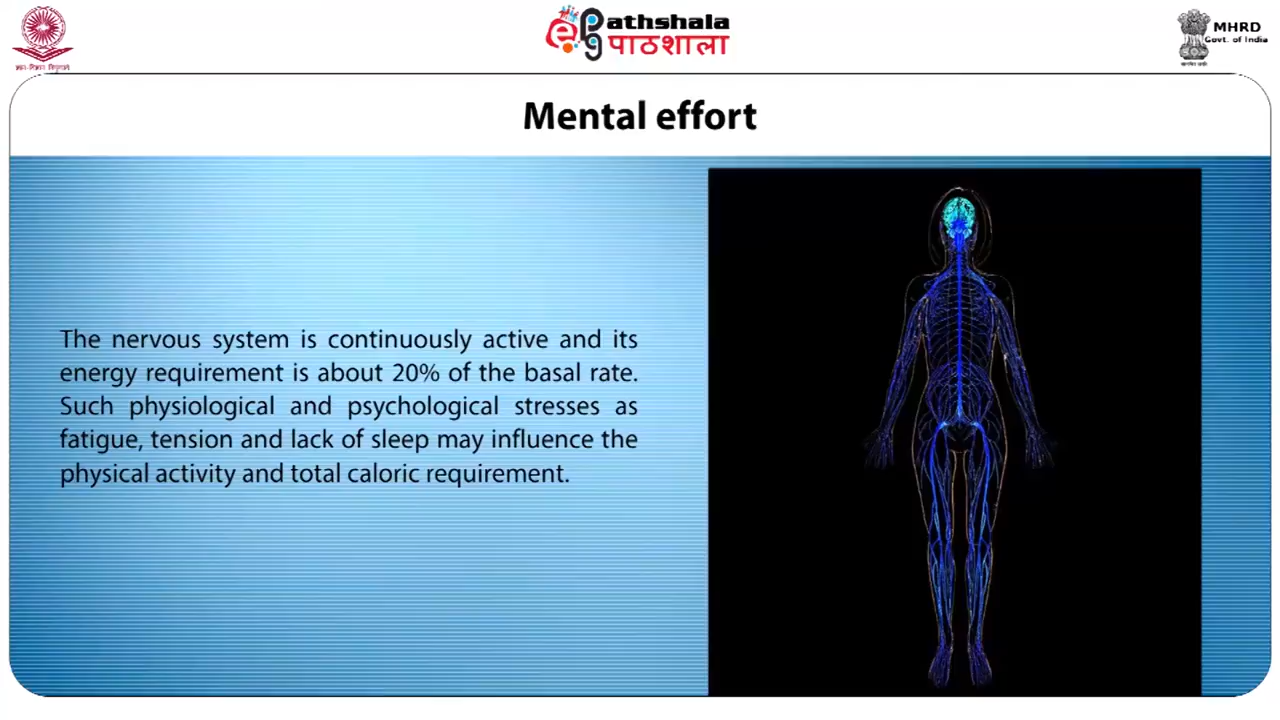 Pathshala
पाठशाला
MHRD
Govt. of India
Mental effort
The nervous system is continuously active and its
energy requirement is about 20% of the basal rate.
Such physiological and psychological stresses as
fatigue, tension and lack of sleep may influence the
physical activity and total caloric requirement.